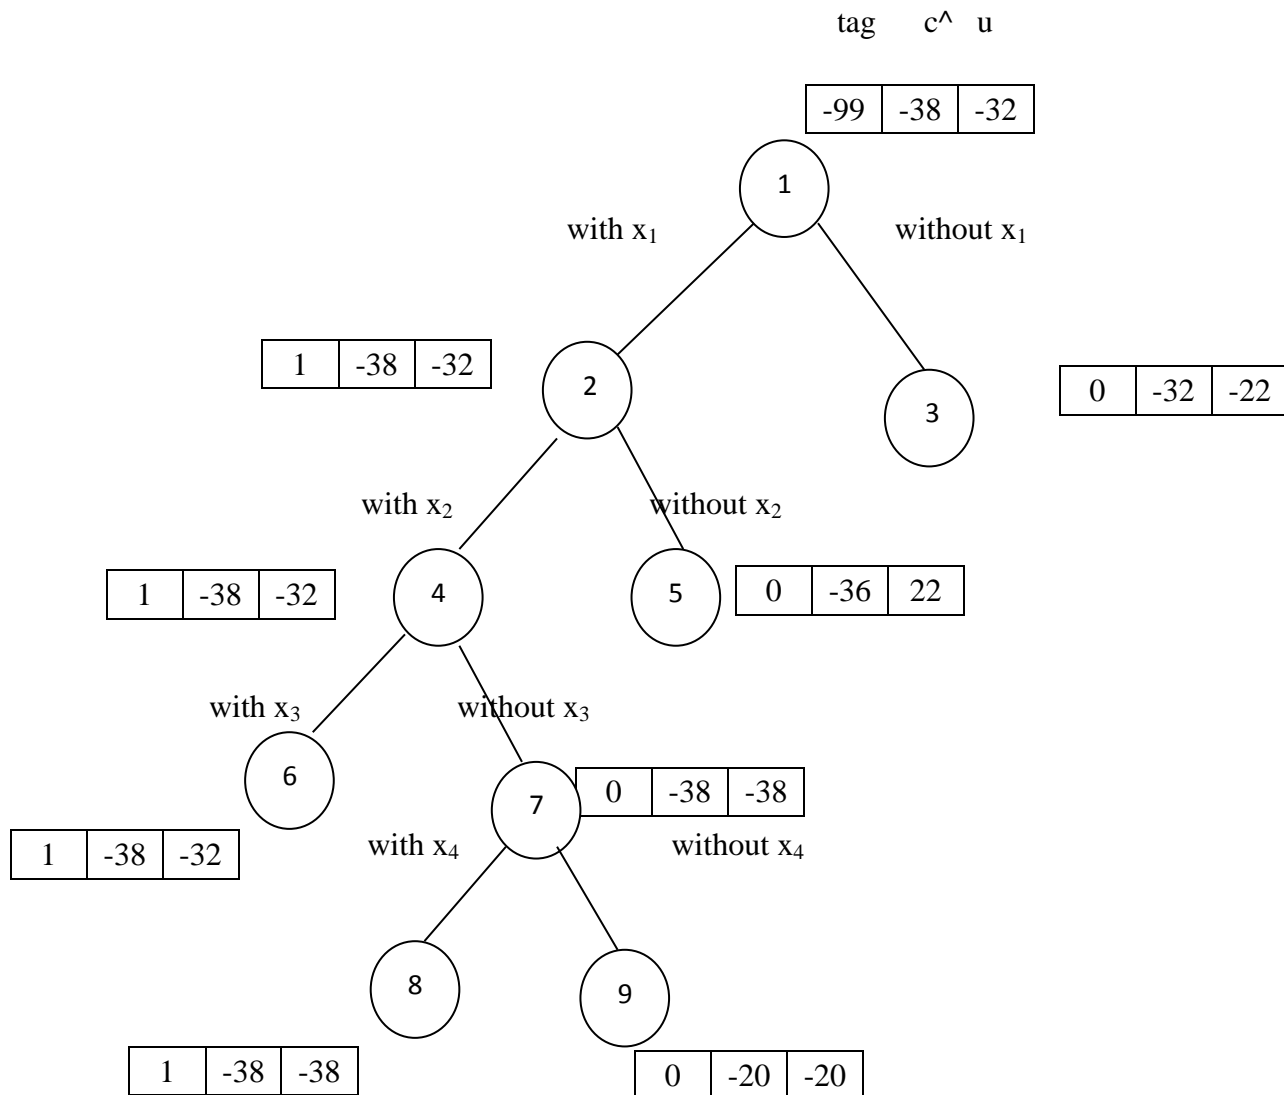 tag c^ u
-99 -38 -32
1
with x₁ without x₁
1 -38 -32
2
3
0 -32 -22
with x₂ without x₂
1 -38 -32
4
5
0 -36 22
with x₃ without x₃
6
7
0 -38 -38
1 -38 -32
with x₄ without x₄
8
9
1 -38 -38
0 -20 -20